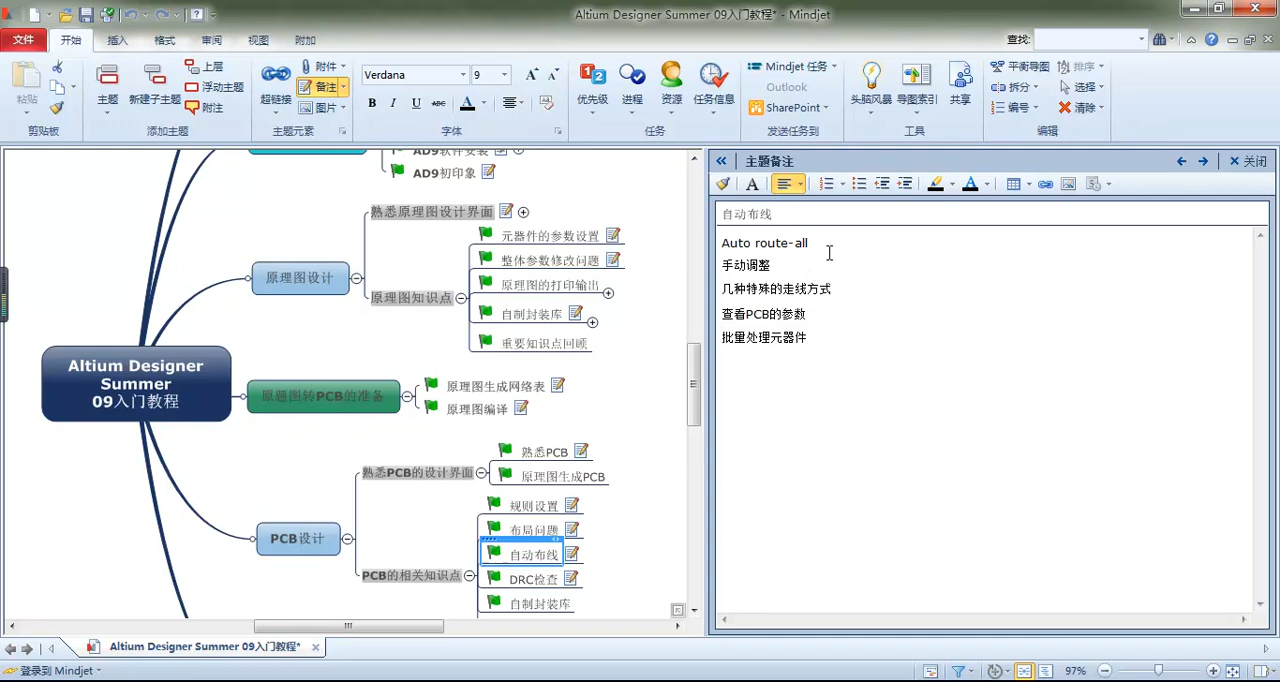 Altium Designer Summer 09入门教程* - Mindjet
文件
开始
插入
格式
审阅
视图
附加
查找:
粘贴
剪贴板
主题
新建子主题
上层
浮动主题
附注
添加主题
超链接
附件
备注
图片
主题元素
Verdana
9
B
I
U
字体
优先级
进程
资源
任务信息
任务
Mindjet 任务
Outlook
SharePoint
发送任务到
头脑风暴
导图索引
共享
工具
平衡导图
拆分
编号
排序
选择
清除
编辑
AD9软件安装
AD9初印象
熟悉原理图设计界面
元器件的参数设置
整体参数修改问题
原理图设计
原理图的打印输出
原理图知识点
自制封装库
重要知识点回顾
Altium Designer
Summer
09入门教程
原题图转PCB的准备
原理图生成网络表
原理图编译
熟悉PCB
熟悉PCB的设计界面
原理图生成PCB
规则设置
布局问题
PCB设计
自动布线
PCB的相关知识点
DRC检查
自制封装库
主题备注
关闭
自动布线
Auto route-all
手动调整
几种特殊的走线方式
查看PCB的参数
批量处理元器件
Altium Designer Summer 09入门教程*
登录到 Mindjet
97%